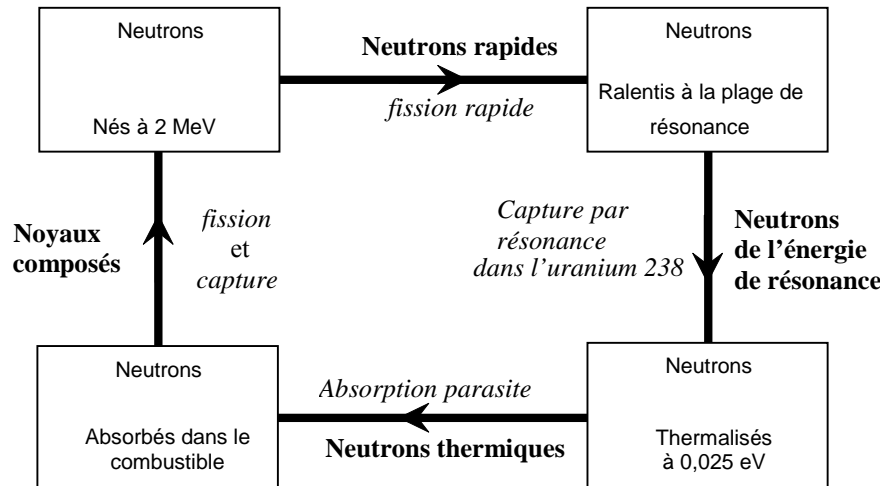 Neutrons
Nés à 2 MeV
Neutrons rapides
fission rapide
Neutrons
Ralentis à la plage de
résonance
Noyaux
composés
fission
et
capture
Capture par
résonance
dans l'uranium 238
Neutrons
de l'énergie
de résonance
Neutrons
Absorbés dans le
combustible
Absorption parasite
Neutrons thermiques
Neutrons
Thermalisés
à 0,025 eV